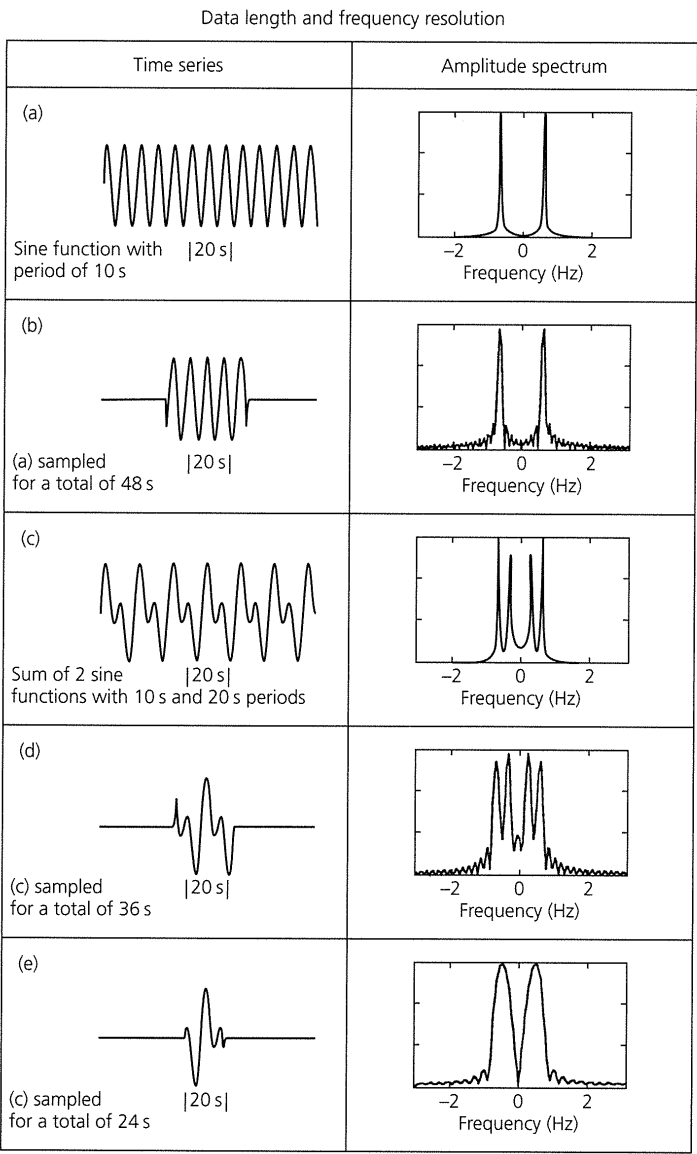 Data length and frequency resolution
Time series
Amplitude spectrum
(a)
Sine function with
period of 10 s
|20 s|
−2 0 2
Frequency (Hz)
(b)
(a) sampled
for a total of 48 s
|20 s|
−2 0 2
Frequency (Hz)
(c)
Sum of 2 sine
functions with 10 s and 20 s periods
|20 s|
−2 0 2
Frequency (Hz)
(d)
(c) sampled
for a total of 36 s
|20 s|
−2 0 2
Frequency (Hz)
(e)
(c) sampled
for a total of 24 s
|20 s|
−2 0 2
Frequency (Hz)